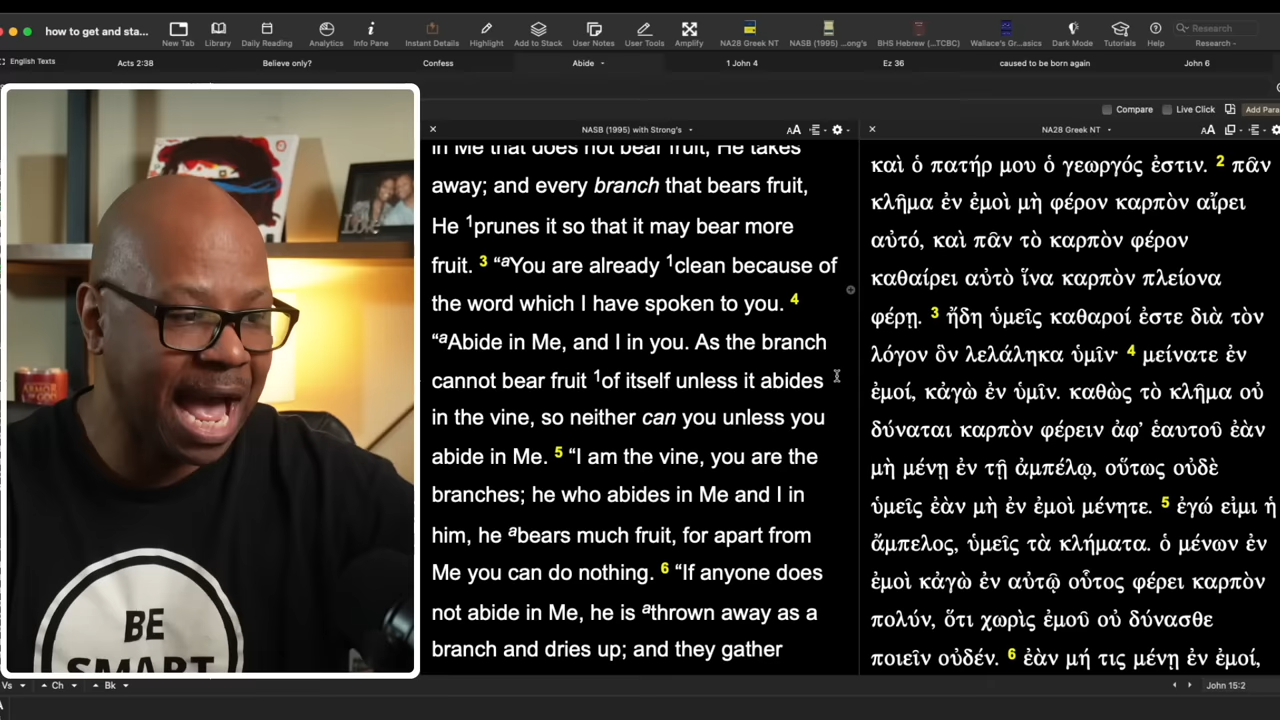 how to get and sta...
New Tab
Library
Daily Reading
Analytics
Info Pane
Instant Details
Highlight
Add to Stack
User Notes
User Tools
Amplify
NA28 Greek NT
NASB (1995) ...ong's
BHS Hebrew (...TCBC)
Wallace's Gr...asics
Dark Mode
Tutorials
Help
Research
Research
English Texts
Acts 2:38
Believe only?
Confess
Abide
1 John 4
Ez 36
caused to be born again
John 6
Compare
Live Click
Add Para
NASB (1995) with Strong's
in Me that does not bear fruit, He takes
away; and every branch that bears fruit,
He 1prunes it so that it may bear more
fruit. 3 “aYou are already 1clean because of
the word which I have spoken to you. 4
“aAbide in Me, and I in you. As the branch
cannot bear fruit 1of itself unless it abides
in the vine, so neither can you unless you
abide in Me. 5 “I am the vine, you are the
branches; he who abides in Me and I in
him, he abears much fruit, for apart from
Me you can do nothing. 6 “If anyone does
not abide in Me, he is athrown away as a
branch and dries up; and they gather
NA28 Greek NT
καὶ ὁ πατήρ μου ὁ γεωργός ἐστιν. 2 πᾶν
κλῆμα ἐν ἐμοὶ μὴ φέρον καρπὸν αἴρει
αὐτό, καὶ πᾶν τὸ καρπὸν φέρον
καθαίρει αὐτὸ ἵνα καρπὸν πλείονα
φέρῃ. 3 ἤδη ὑμεῖς καθαροί ἐστε διὰ τὸν
λόγον ὃν λελάληκα ὑμῖν· 4 μείνατε ἐν
ἐμοί, κἀγὼ ἐν ὑμῖν. καθὼς τὸ κλῆμα οὐ
δύναται καρπὸν φέρειν ἀφ’ ἑαυτοῦ ἐὰν
μὴ μένῃ ἐν τῇ ἀμπέλῳ, οὕτως οὐδὲ
ὑμεῖς ἐὰν μὴ ἐν ἐμοὶ μένητε. 5 ἐγώ εἰμι ἡ
ἄμπελος, ὑμεῖς τὰ κλήματα. ὁ μένων ἐν
ἐμοὶ κἀγὼ ἐν αὐτῷ οὗτος φέρει καρπὸν
πολύν, ὅτι χωρὶς ἐμοῦ οὐ δύνασθε
ποιεῖν οὐδέν. 6 ἐὰν μή τις μένῃ ἐν ἐμοί,
BE
SMART
Vs
Ch
Bk
John 15:2